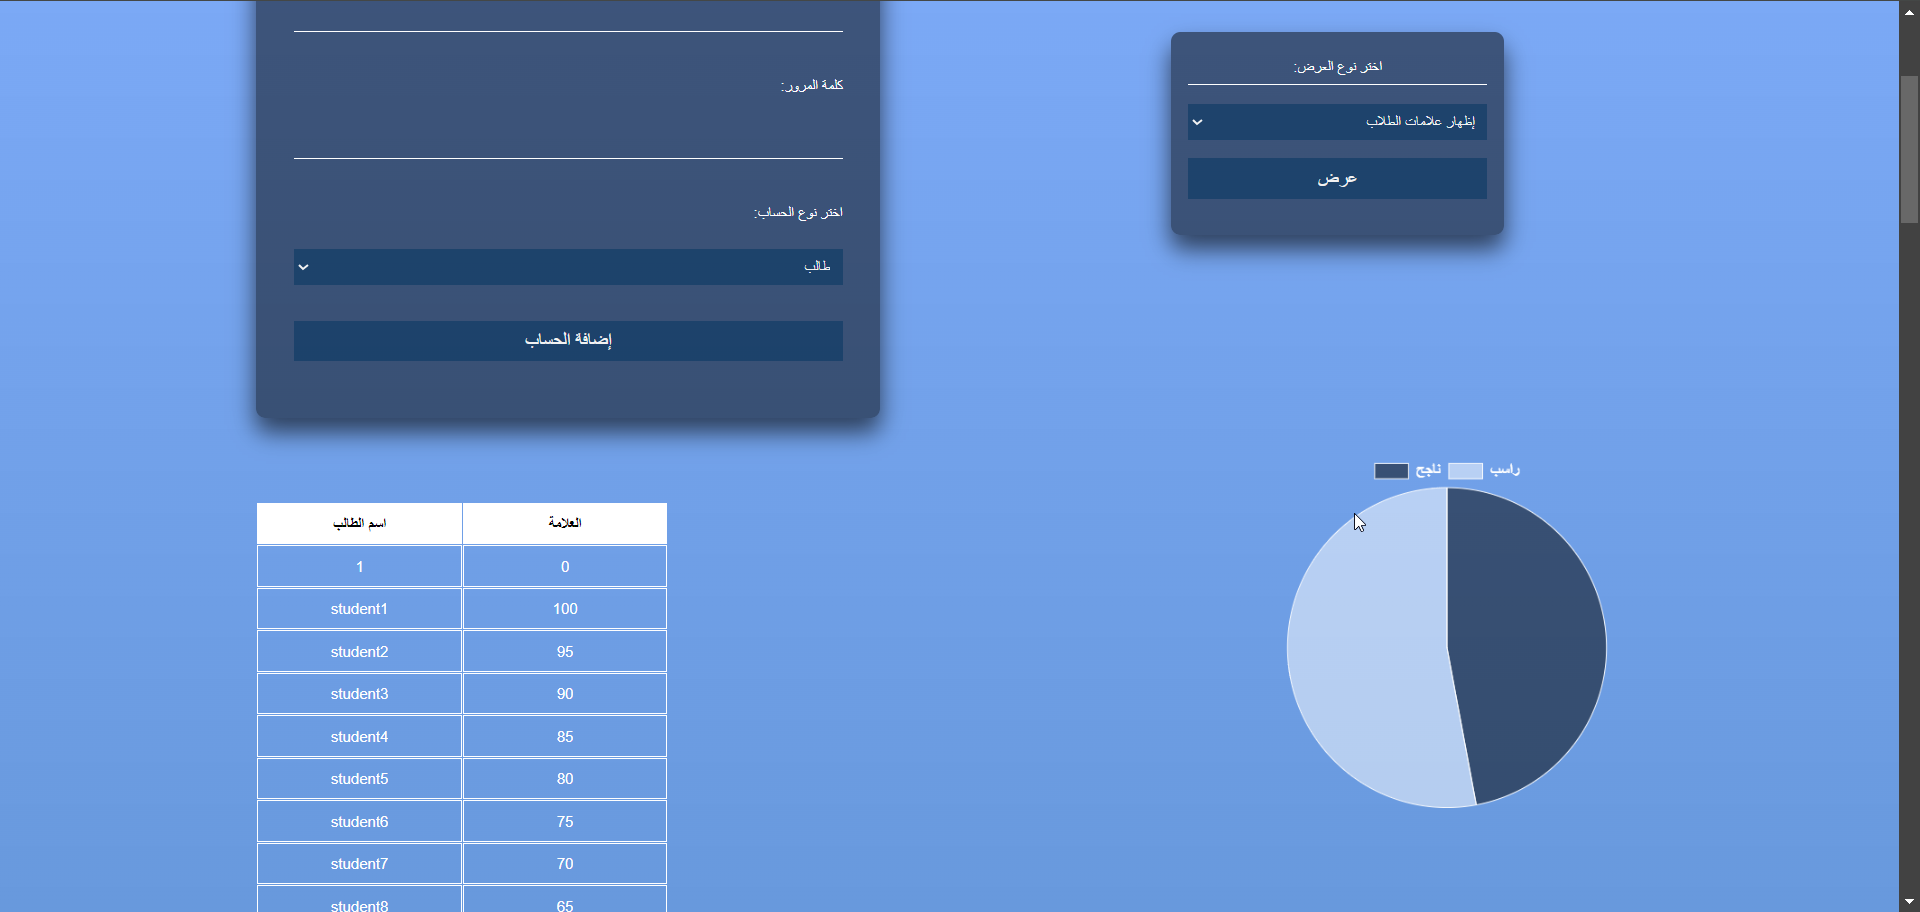 كلمة المرور:
اختر نوع الحساب:
طالب
إضافة الحساب
اختر نوع العرض:
إظهار علامات الطلاب
عرض
اسم الطالب العلامة
1 0
student1 100
student2 95
student3 90
student4 85
student5 80
student6 75
student7 70
student8 65
ناجح راسب